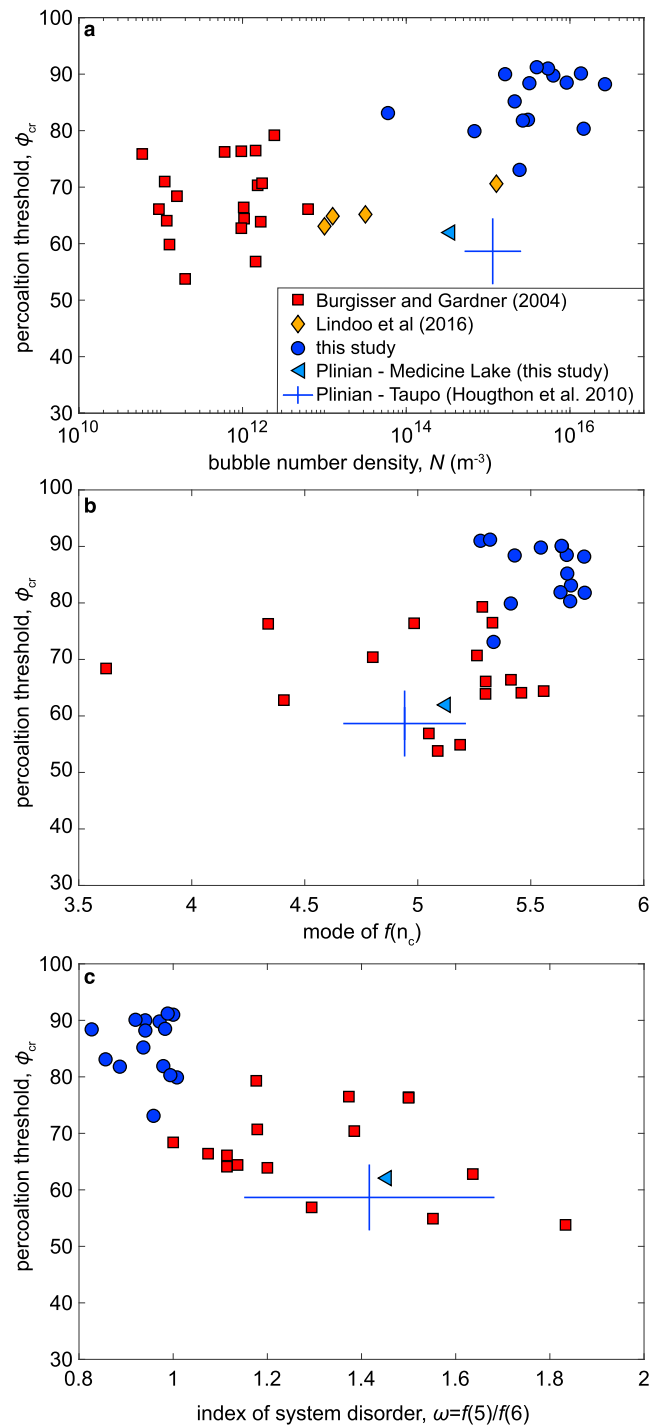 a
100
90
80
70
60
50
40
30
percoaltion threshold, ϕcr
Burgisser and Gardner (2004)
Lindoo et al (2016)
this study
Plinian - Medicine Lake (this study)
Plinian - Taupo (Hougthon et al. 2010)
10^10 10^12 10^14 10^16
bubble number density, N (m^-3)
b
100
90
80
70
60
50
40
30
percoaltion threshold, ϕcr
3.5 4 4.5 5 5.5 6
mode of f(n_c)
c
100
90
80
70
60
50
40
30
percoaltion threshold, ϕcr
0.8 1 1.2 1.4 1.6 1.8 2
index of system disorder, ω=f(5)/f(6)